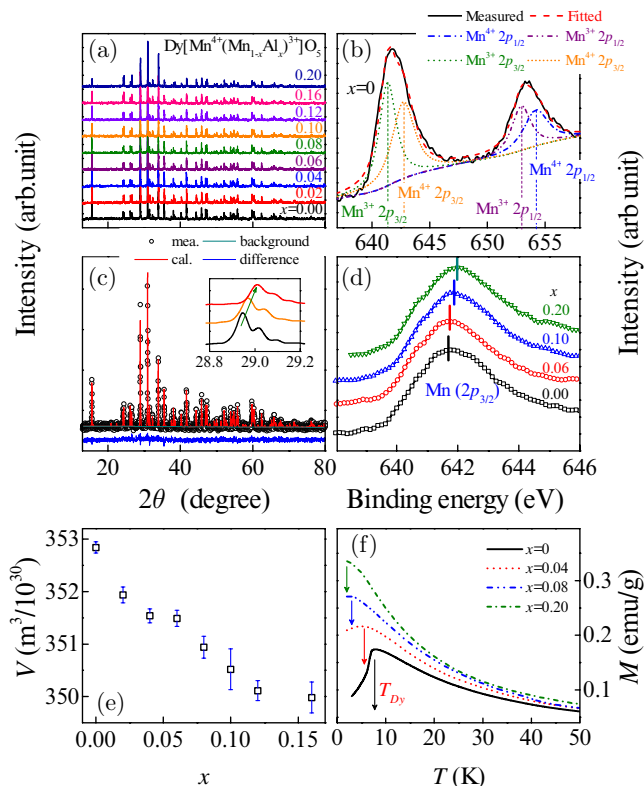 (a) Dy[Mn⁴⁺(Mn₁₋ₓAlₓ)³⁺]O₅
0.20
0.16
0.12
0.10
0.08
0.06
0.04
0.02
x=0.00
Measured Fitted
Mn⁴⁺ 2p₁/₂ Mn³⁺ 2p₁/₂
Mn³⁺ 2p₃/₂ Mn⁴⁺ 2p₃/₂
(b)
x=0
Mn⁴⁺ 2p₃/₂
Mn⁴⁺
2p₁/₂
Mn³⁺ 2p₃/₂
Mn³⁺
2p₁/₂
640 645 650 655
Intensity (arb.unit)
Intensity (arb unit)
mea. background
cal. difference
(c)
28.8 29.0 29.2
20 40 60 80
2θ (degree)
(d)
x
0.20
0.10
0.06
0.00
Mn (2p₃/₂)
640 642 644 646
Binding energy (eV)
353
352
351
350
V (m³/10³⁰)
(e)
0.00 0.05 0.10 0.15
x
(f)
x=0
x=0.04
x=0.08
x=0.20
T_Dy
0.3
0.2
0.1
M (emu/g)
0 10 20 30 40 50
T (K)